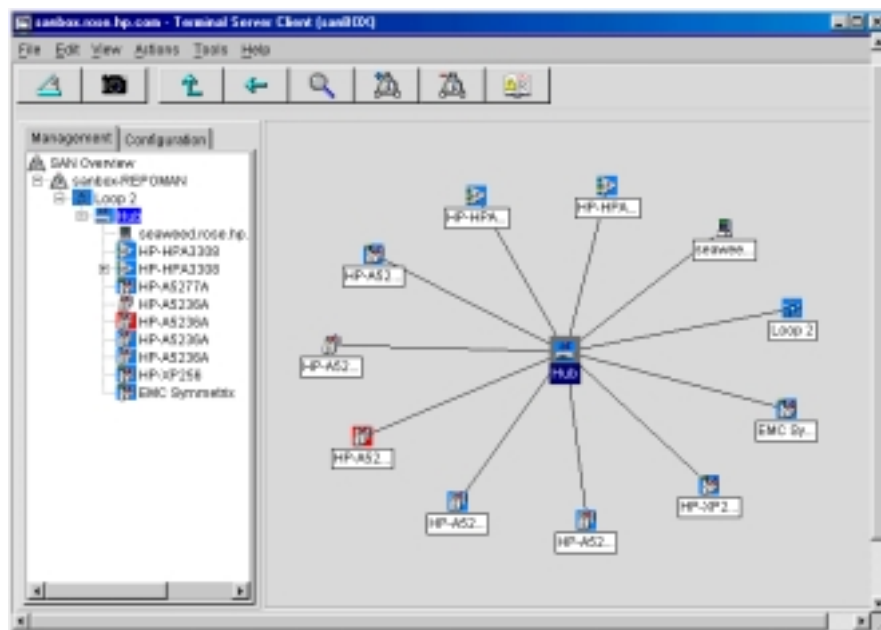 sanbox.rose.hp.com - Terminal Server Client (sanBOX)
File Edit View Actions Tools Help
Management Configuration
SAN Overview
sanbox-REPOMAN
Loop 2
Hub
seaweed.rose.hp.
HP-HPA3308
HP-HPA3308
HP-A5277A
HP-A5236A
HP-A5236A
HP-A5236A
HP-A5236A
HP-XP256
EMC Symmetrix
HP-HPA...
HP-HPA...
seawee...
HP-A52...
Loop 2
HP-A52...
Hub
EMC Sy...
HP-A52...
HP-XP2...
HP-A52...
HP-A52...